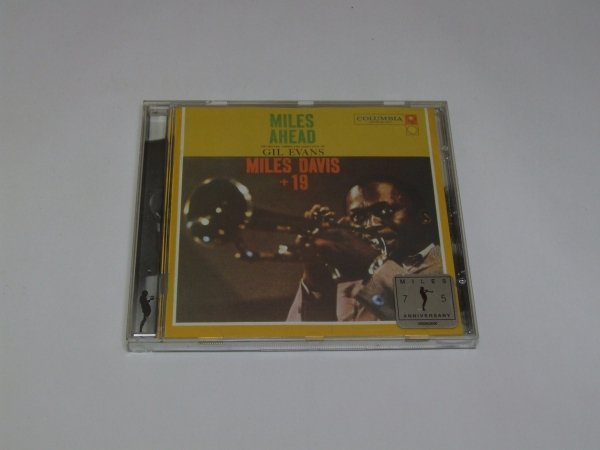 MILES
AHEAD
COLUMBIA
GIL EVANS
MILES DAVIS
+ 19
MILES
7 5
ANNIVERSARY